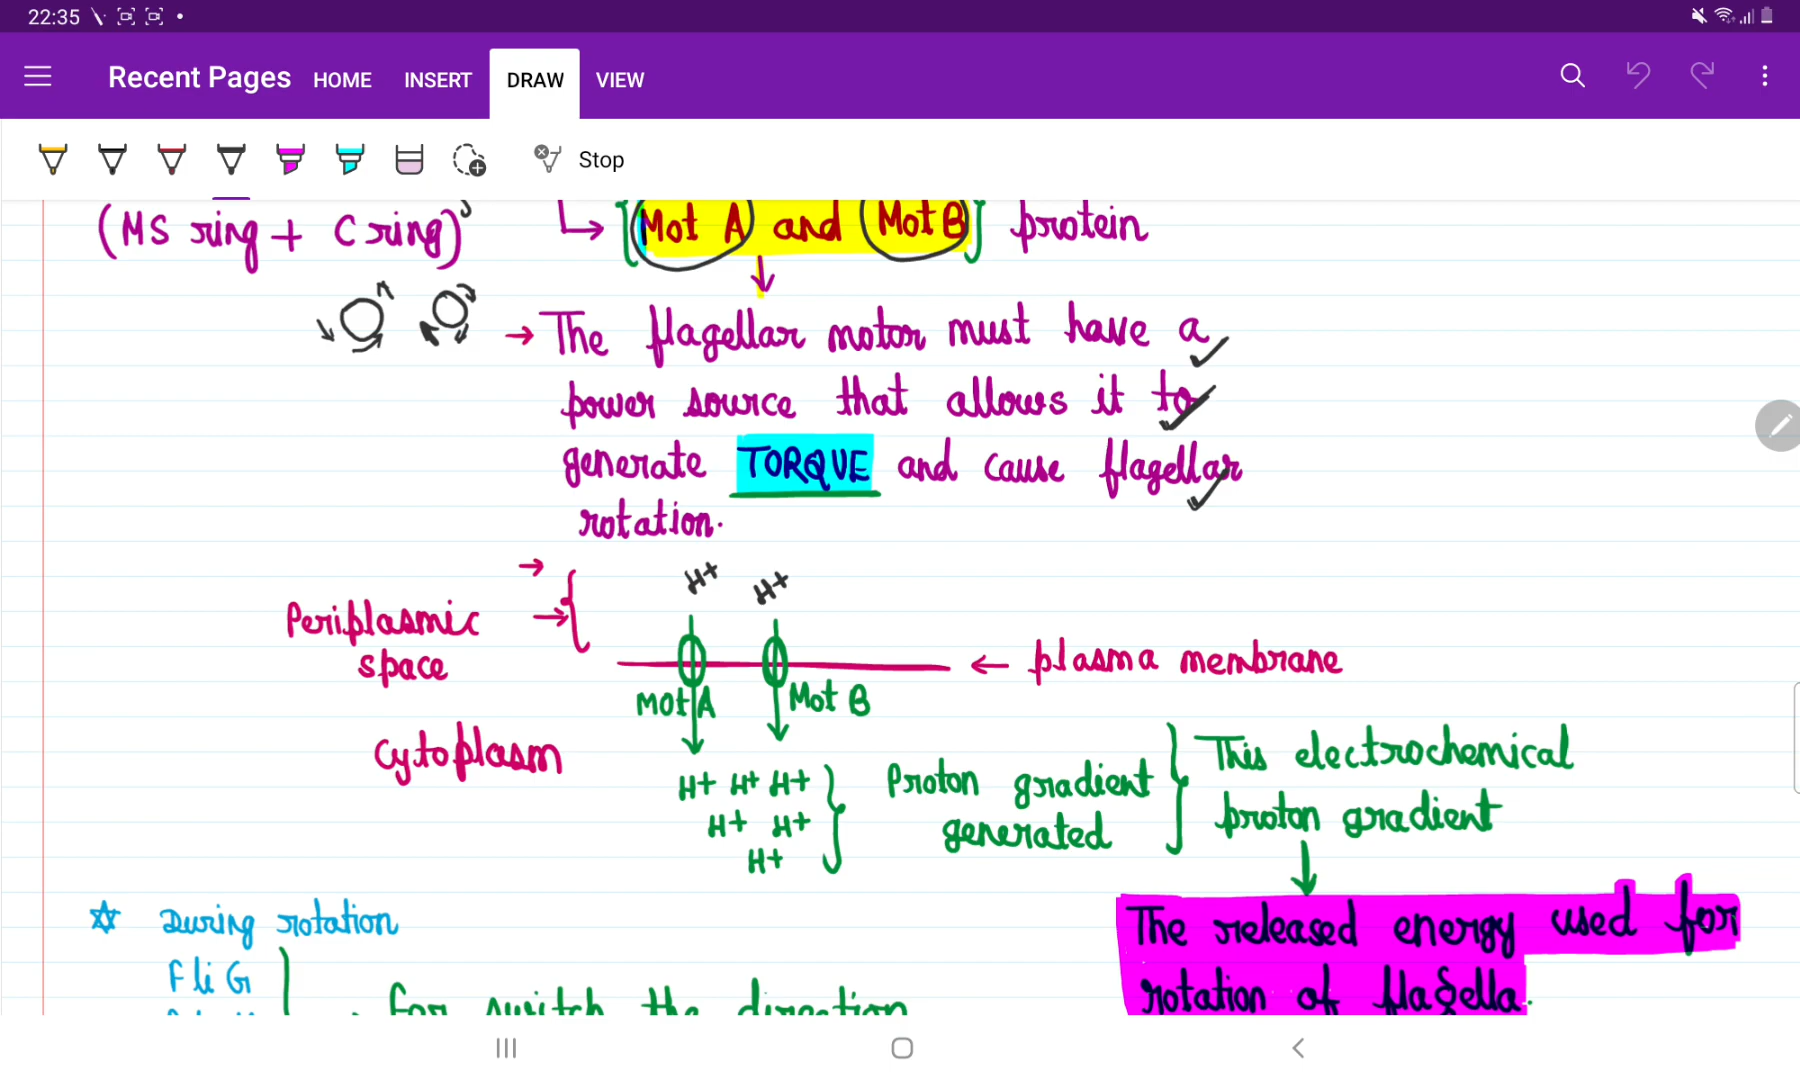 22:35
Recent Pages HOME INSERT DRAW VIEW
Stop
(MS ring + C ring)
[Mot A and Mot B] protein
→ The flagellar motor must have a
power source that allows it to
generate TORQUE and cause flagellar
rotation.
H+ H+
Periplasmic
space
← plasma membrane
Mot A Mot B
Cytoplasm
H+ H+ H+
H+ H+
H+
Proton gradient
generated
This electrochemical
proton gradient
The released energy used for
rotation of flagella.
☆ During rotation
FliG
for switch the direction